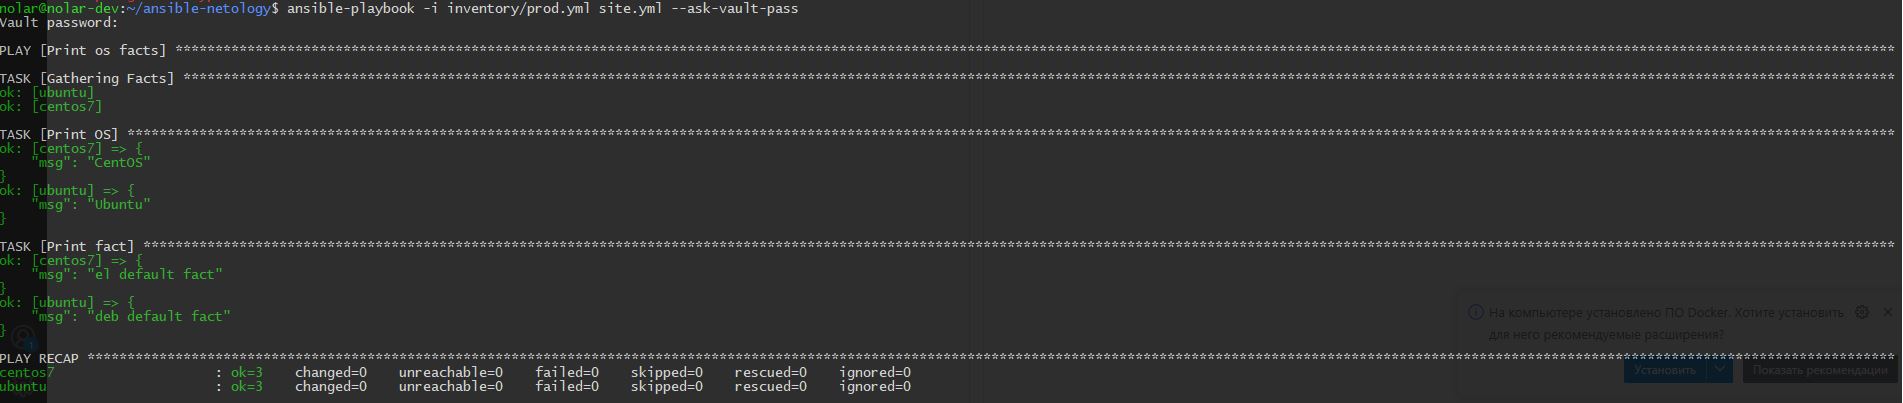 nolar@nolar-dev:~/ansible-netology$ ansible-playbook -i inventory/prod.yml site.yml --ask-vault-pass
Vault password:
PLAY [Print os facts] ****************************************************************************************************
TASK [Gathering Facts] ****************************************************************************************************
ok: [ubuntu]
ok: [centos7]
TASK [Print OS] ****************************************************************************************************
ok: [centos7] => {
    "msg": "CentOS"
}
ok: [ubuntu] => {
    "msg": "Ubuntu"
}
TASK [Print fact] ****************************************************************************************************
ok: [centos7] => {
    "msg": "el default fact"
}
ok: [ubuntu] => {
    "msg": "deb default fact"
}
PLAY RECAP ****************************************************************************************************
centos7                    : ok=3    changed=0    unreachable=0    failed=0    skipped=0    rescued=0    ignored=0
ubuntu                     : ok=3    changed=0    unreachable=0    failed=0    skipped=0    rescued=0    ignored=0
На компьютере установлено ПО Docker. Хотите установить
для него рекомендуемые расширения?
Установить
Показать рекомендации
1